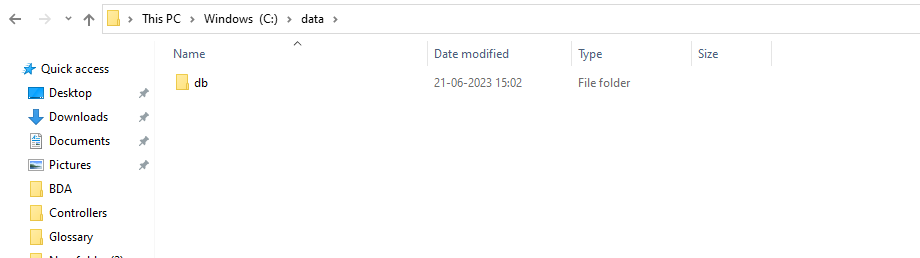 This PC > Windows (C:) > data >
Name Date modified Type Size
Quick access
db 21-06-2023 15:02 File folder
Desktop
Downloads
Documents
Pictures
BDA
Controllers
Glossary